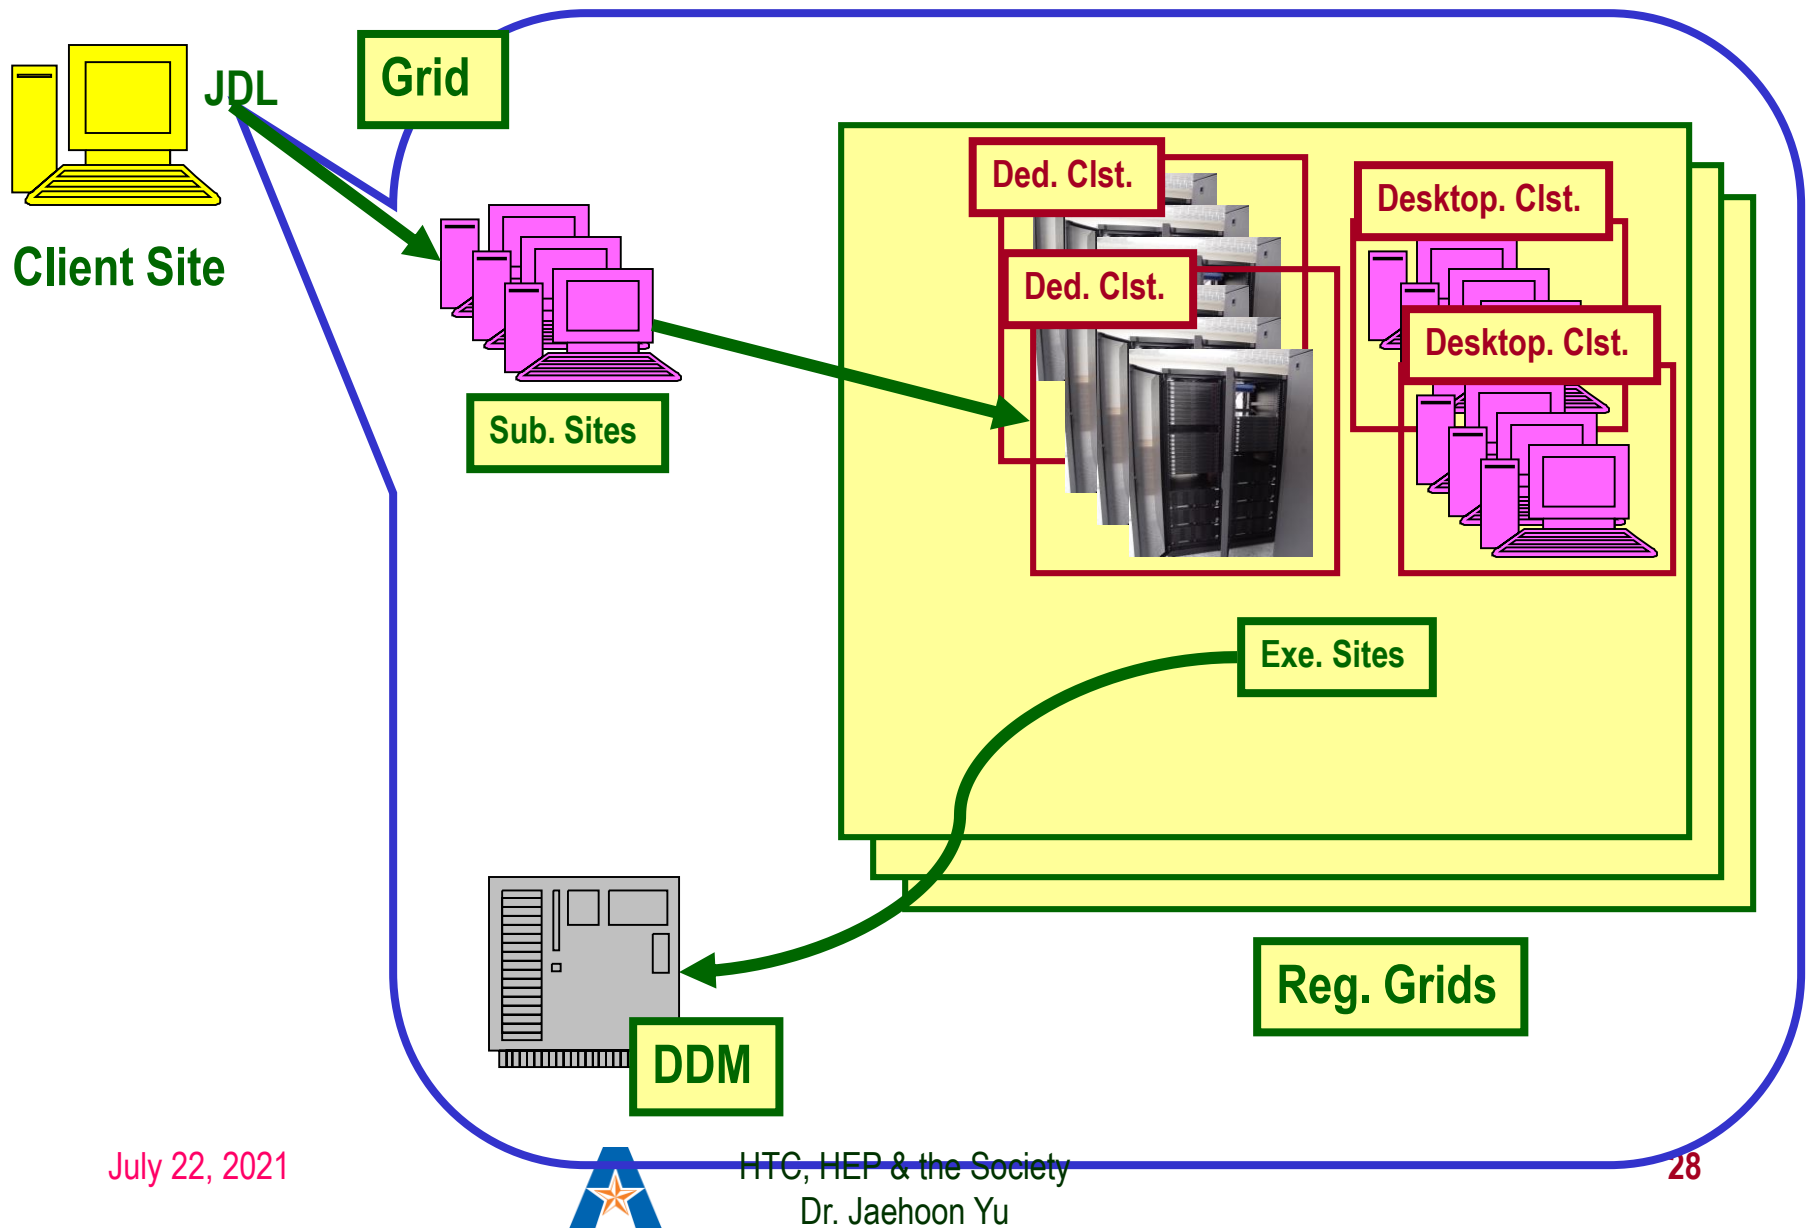 JDL
Grid
Client Site
Ded. Clst.
Desktop. Clst.
Ded. Clst.
Desktop. Clst.
Sub. Sites
Exe. Sites
Reg. Grids
DDM
July 22, 2021
HTC, HEP & the Society
Dr. Jaehoon Yu
28